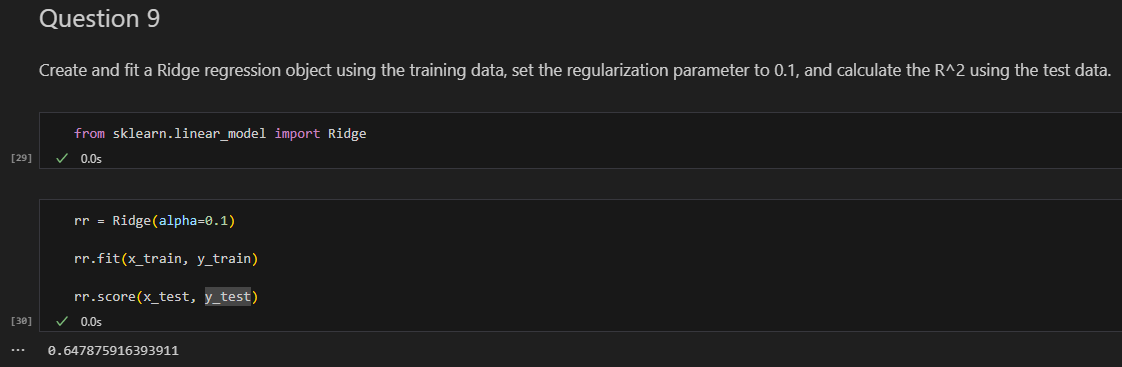 Question 9
Create and fit a Ridge regression object using the training data, set the regularization parameter to 0.1, and calculate the R^2 using the test data.
from sklearn.linear_model import Ridge
[29]
0.0s
rr = Ridge(alpha=0.1)
rr.fit(x_train, y_train)
rr.score(x_test, y_test)
[30]
0.0s
... 0.647875916393911